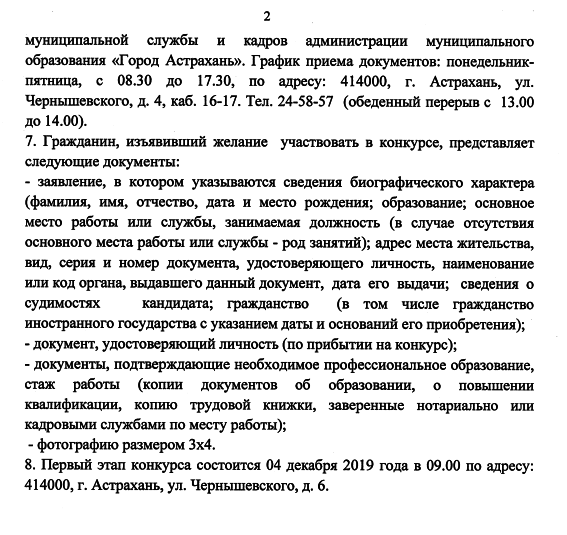 2
муниципальной службы и кадров администрации муниципального
образования «Город Астрахань». График приема документов: понедельник-
пятница, с 08.30 до 17.30, по адресу: 414000, г. Астрахань, ул.
Чернышевского, д. 4, каб. 16-17. Тел. 24-58-57 (обеденный перерыв с 13.00
до 14.00).
7. Гражданин, изъявивший желание участвовать в конкурсе, представляет
следующие документы:
- заявление, в котором указываются сведения биографического характера
(фамилия, имя, отчество, дата и место рождения; образование; основное
место работы или службы, занимаемая должность (в случае отсутствия
основного места работы или службы - род занятий); адрес места жительства,
вид, серия и номер документа, удостоверяющего личность, наименование
или код органа, выдавшего данный документ, дата его выдачи; сведения о
судимостях кандидата; гражданство (в том числе гражданство
иностранного государства с указанием даты и оснований его приобретения);
- документ, удостоверяющий личность (по прибытии на конкурс);
- документы, подтверждающие необходимое профессиональное образование,
стаж работы (копии документов об образовании, о повышении
квалификации, копию трудовой книжки, заверенные нотариально или
кадровыми службами по месту работы);
- фотографию размером 3х4.
8. Первый этап конкурса состоится 04 декабря 2019 года в 09.00 по адресу:
414000, г. Астрахань, ул. Чернышевского, д. 6.